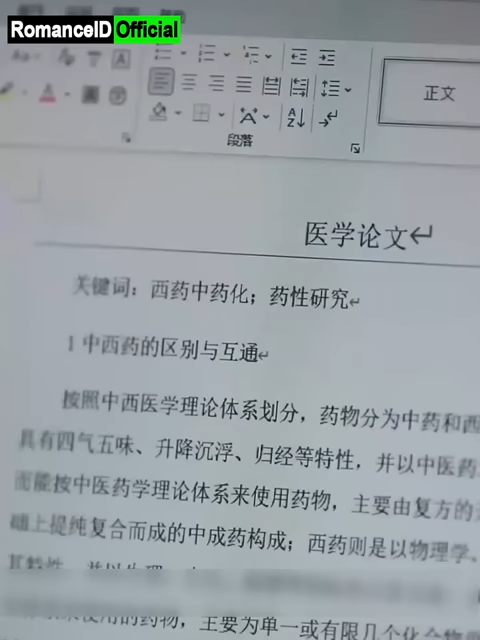 RomanceID Official
正文
段落
医学论文
关键词：西药中药化；药性研究
1 中西药的区别与互通
按照中西医学理论体系划分，药物分为中药和西
具有四气五味、升降沉浮、归经等特性，并以中医药
而能按中医药学理论体系来使用药物，主要由复方的
础上提纯复合而成的中成药构成；西药则是以物理学、
使用的药物，主要为单一或有限几个化合物